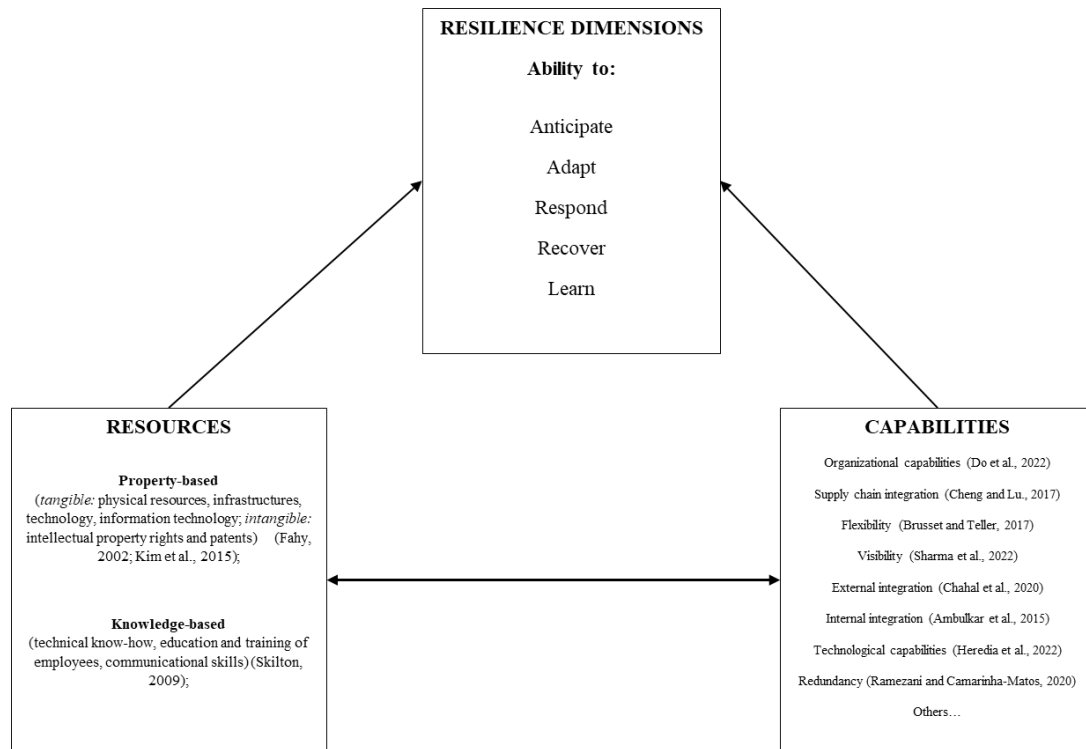 RESILIENCE DIMENSIONS
Ability to:
Anticipate
Adapt
Respond
Recover
Learn
RESOURCES
Property-based
(tangible: physical resources, infrastructures,
technology, information technology; intangible:
intellectual property rights and patents) (Fahy,
2002; Kim et al., 2015);
Knowledge-based
(technical know-how, education and training of
employees, communicational skills) (Skilton,
2009);
CAPABILITIES
Organizational capabilities (Do et al., 2022)
Supply chain integration (Cheng and Lu., 2017)
Flexibility (Brusset and Teller, 2017)
Visibility (Sharma et al., 2022)
External integration (Chahal et al., 2020)
Internal integration (Ambulkar et al., 2015)
Technological capabilities (Heredia et al., 2022)
Redundancy (Ramezani and Camarinha-Matos, 2020)
Others…